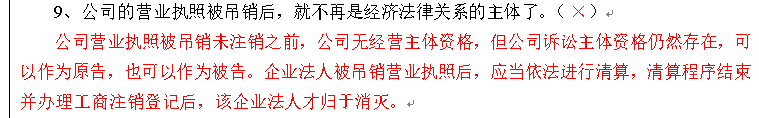 9、公司的营业执照被吊销后，就不再是经济法律关系的主体了。（×）
公司营业执照被吊销未注销之前，公司无经营主体资格，但公司诉讼主体资格仍然存在，可
以作为原告，也可以作为被告。企业法人被吊销营业执照后，应当依法进行清算，清算程序结束
并办理工商注销登记后，该企业法人才归于消灭。